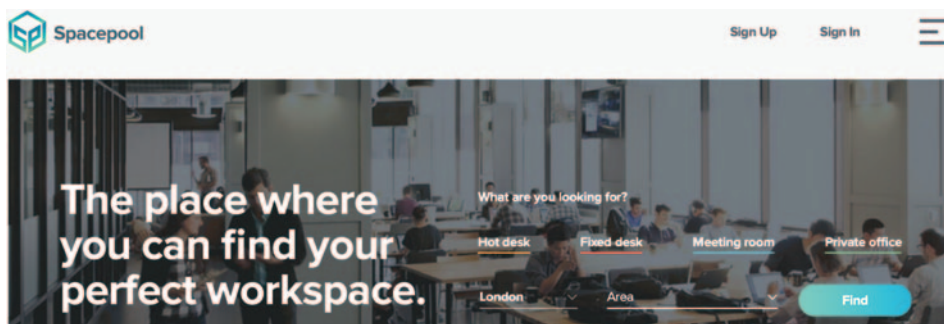 Spacepool
Sign Up
Sign In
The place where
you can find your
perfect workspace.
What are you looking for?
Hot desk
Fixed desk
Meeting room
Private office
London
Area
Find